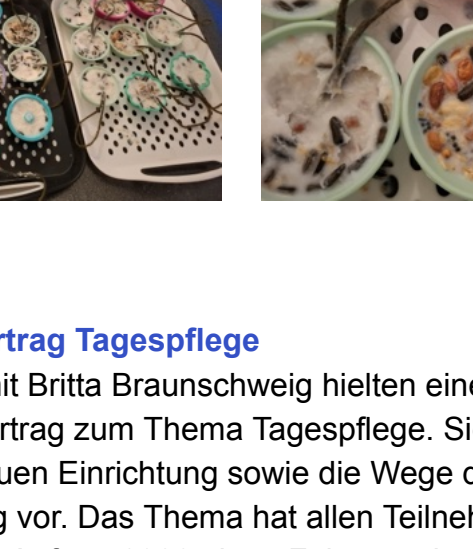 rtrag Tagespflege
it Britta Braunschweig hielten eine
rtrag zum Thema Tagespflege. Si
uen Einrichtung sowie die Wege d
g vor. Das Thema hat allen Teilneh